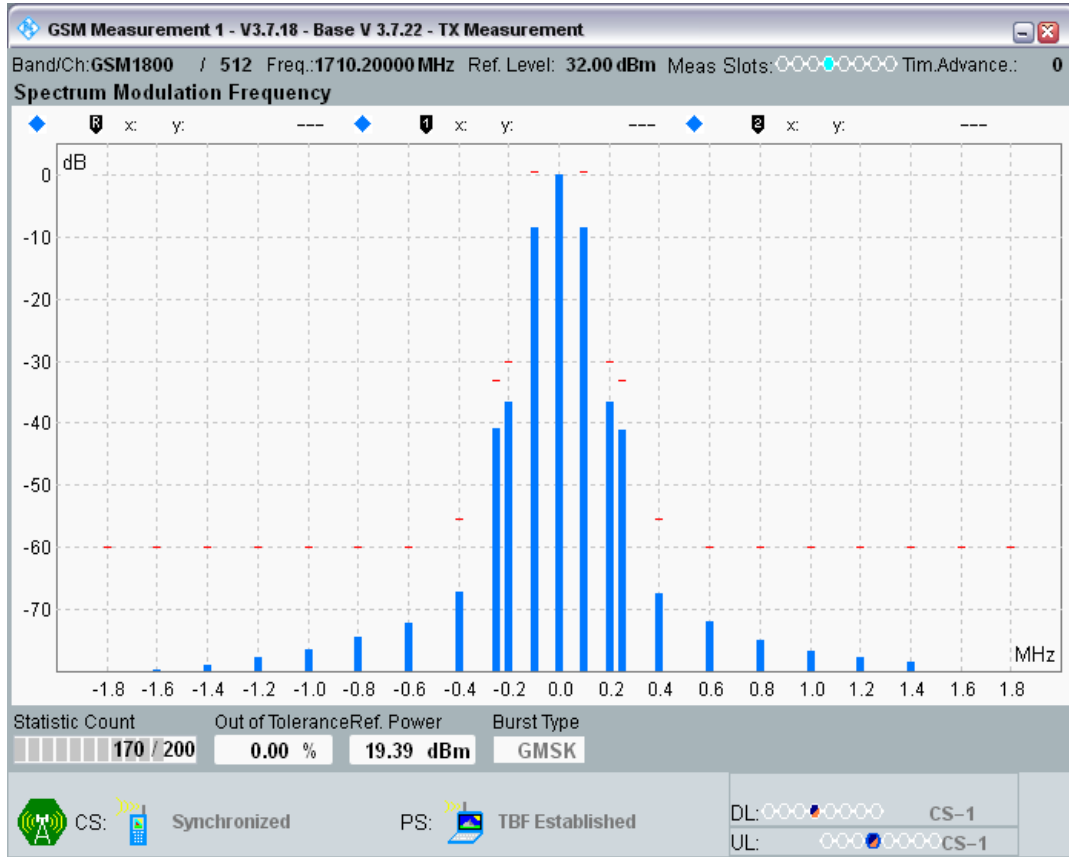 GSM Measurement 1 - V3.7.18 - Base V 3.7.22 - TX Measurement
Band/Ch:GSM1800 / 512 Freq.:1710.20000 MHz Ref. Level: 32.00 dBm Meas Slots: Tim.Advance.: 0
Spectrum Modulation Frequency
R x: y: --- 1 x: y: --- 2 x: y: ---
dB
0
-10
-20
-30
-40
-50
-60
-70
MHz
-1.8 -1.6 -1.4 -1.2 -1.0 -0.8 -0.6 -0.4 -0.2 0.0 0.2 0.4 0.6 0.8 1.0 1.2 1.4 1.6 1.8
Statistic Count Out of Tolerance Ref. Power Burst Type
170 / 200 0.00 % 19.39 dBm GMSK
CS: Synchronized PS: TBF Established
DL: CS-1
UL: CS-1